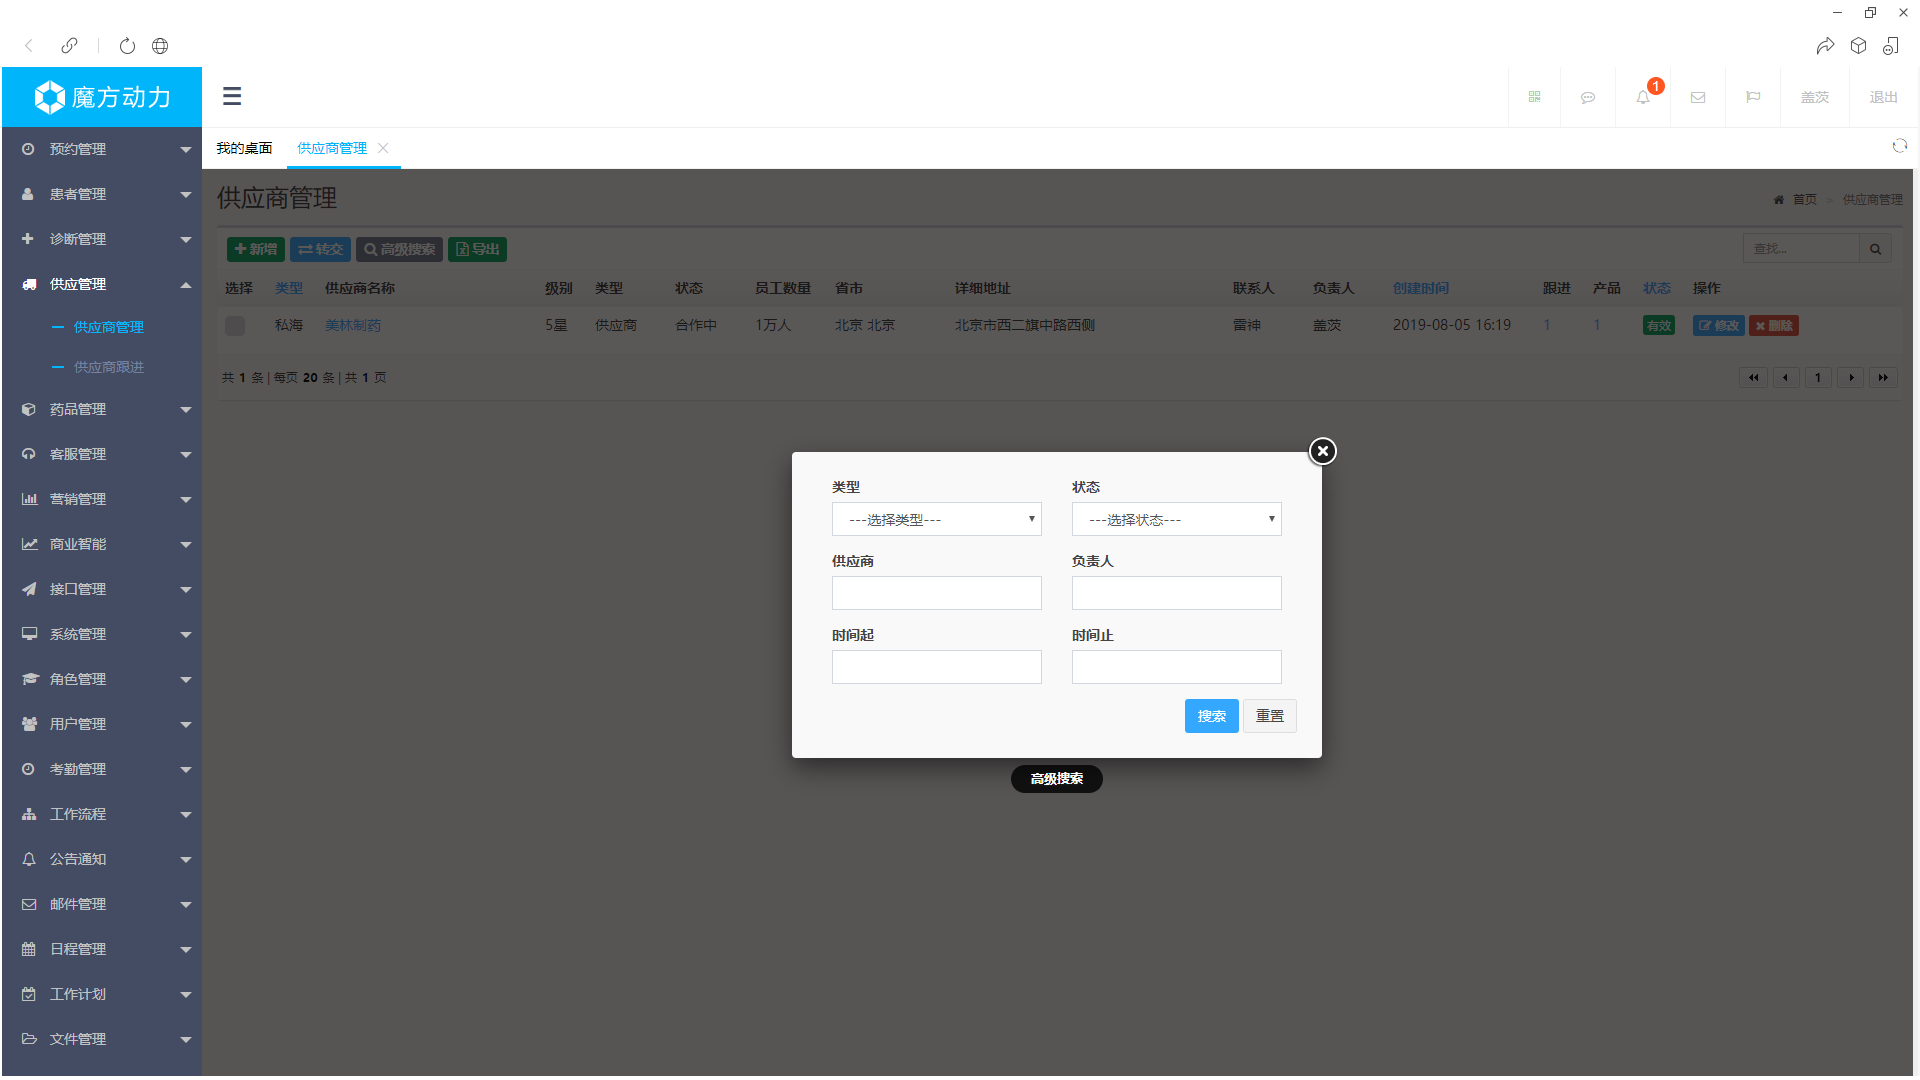 魔方动力
1
盖茨
退出
预约管理
患者管理
诊断管理
供应管理
供应商管理
供应商跟进
药品管理
客服管理
营销管理
商业智能
接口管理
系统管理
角色管理
用户管理
考勤管理
工作流程
公告通知
邮件管理
日程管理
工作计划
文件管理
我的桌面 供应商管理
供应商管理
首页 > 供应商管理
新增 转交 高级搜索 导出
查找...
选择 类型 供应商名称 级别 类型 状态 员工数量 省市 详细地址 联系人 负责人 创建时间 跟进 产品 状态 操作
私海 美林制药 5星 供应商 合作中 1万人 北京 北京 北京市西二旗中路西侧 雷神 盖茨 2019-08-05 16:19 1 1 有效 修改 删除
共 1 条 | 每页 20 条 | 共 1 页
1
类型 状态
---选择类型--- ---选择状态---
供应商 负责人
时间起 时间止
搜索 重置
高级搜索